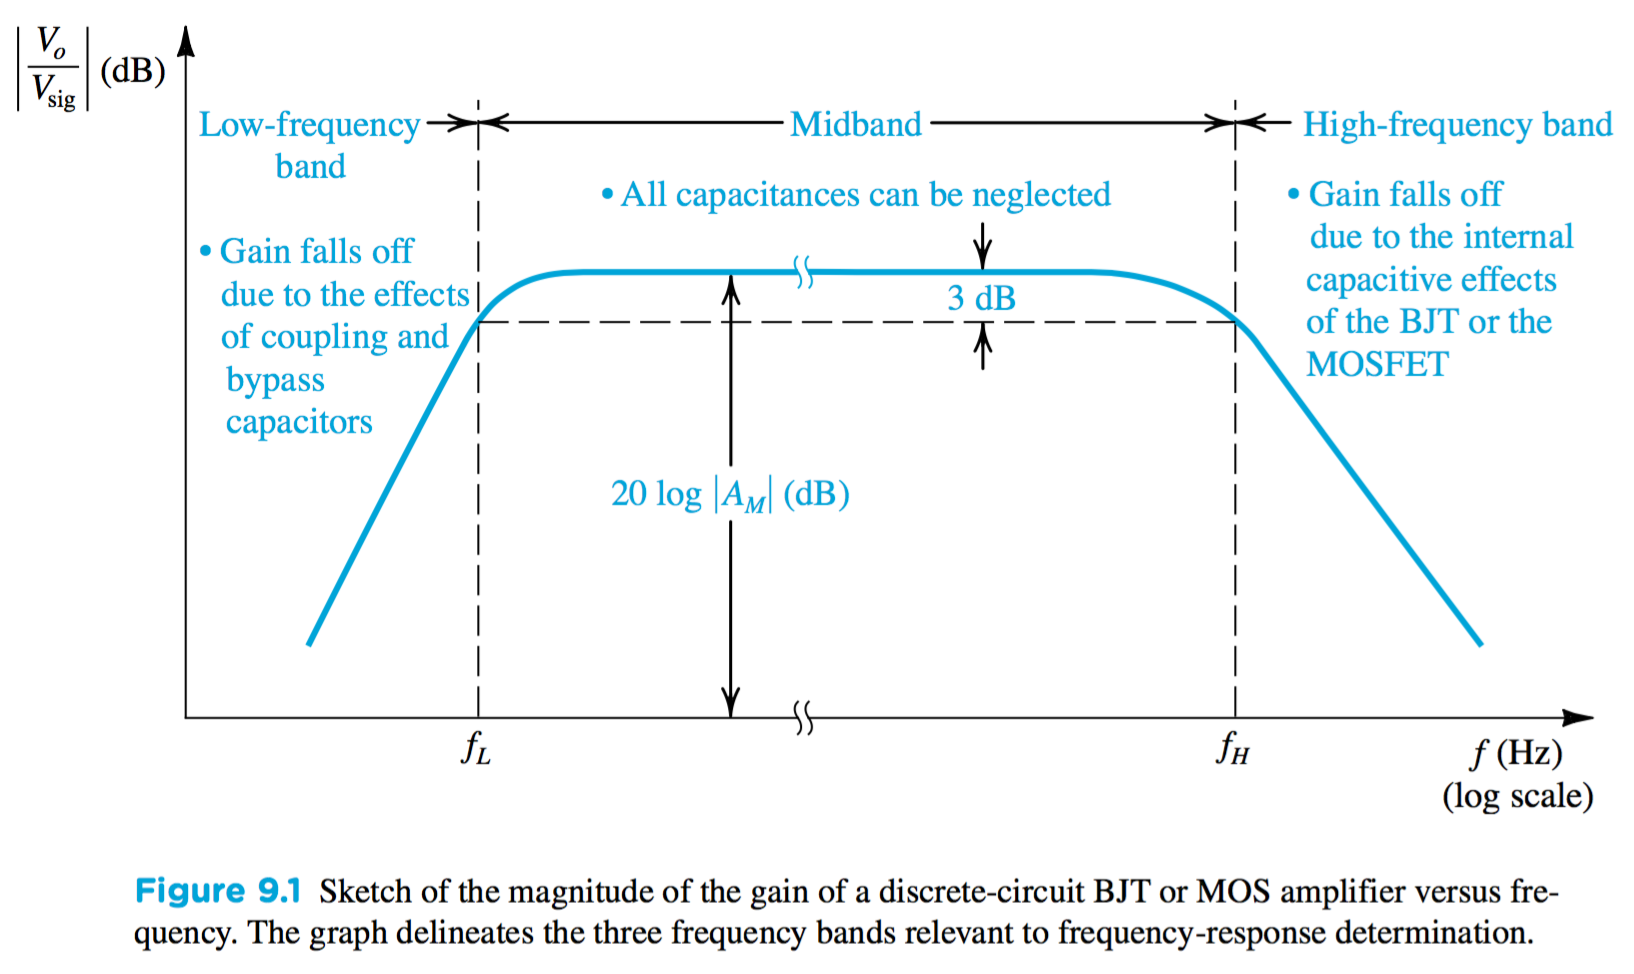 |Vo/Vsig| (dB)
Low-frequency
band
Midband
High-frequency band
• All capacitances can be neglected
• Gain falls off
due to the effects
of coupling and
bypass
capacitors
3 dB
• Gain falls off
due to the internal
capacitive effects
of the BJT or the
MOSFET
20 log |AM| (dB)
fL
fH
f (Hz)
(log scale)
Figure 9.1 Sketch of the magnitude of the gain of a discrete-circuit BJT or MOS amplifier versus fre-
quency. The graph delineates the three frequency bands relevant to frequency-response determination.